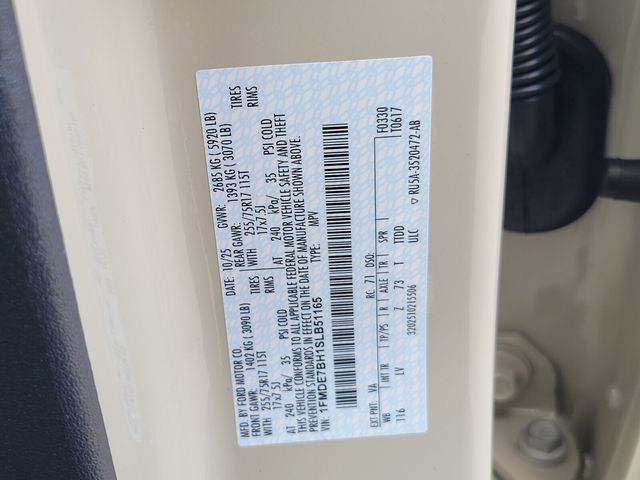 MFD. BY FORD MOTOR CO. DATE: 10/25 GVWR: 2685 KG ( 5920 LB)
FRONT GAWR: 1402 KG ( 3090 LB) REAR GAWR: 1393 KG ( 3070 LB)
WITH 255/75R17 115T TIRES WITH 255/75R17 115T TIRES
17x7.5J RIMS 17x7.5J RIMS
AT 240 kPa/ 35 PSI COLD AT 240 kPa/ 35 PSI COLD
THIS VEHICLE CONFORMS TO ALL APPLICABLE FEDERAL MOTOR VEHICLE SAFETY AND THEFT
PREVENTION STANDARDS IN EFFECT ON THE DATE OF MANUFACTURE SHOWN ABOVE.
VIN: 1FMDE7BH1SLB51165 TYPE: MPV
F0330
T0617
EXT PNT: VA RC: 71 DSO:
WB INT TR TP/PS R AXLE TR SPR
116 LV Z 73 T TTDD
ULC
3202510215506
▽ RU5A-3520472-AB